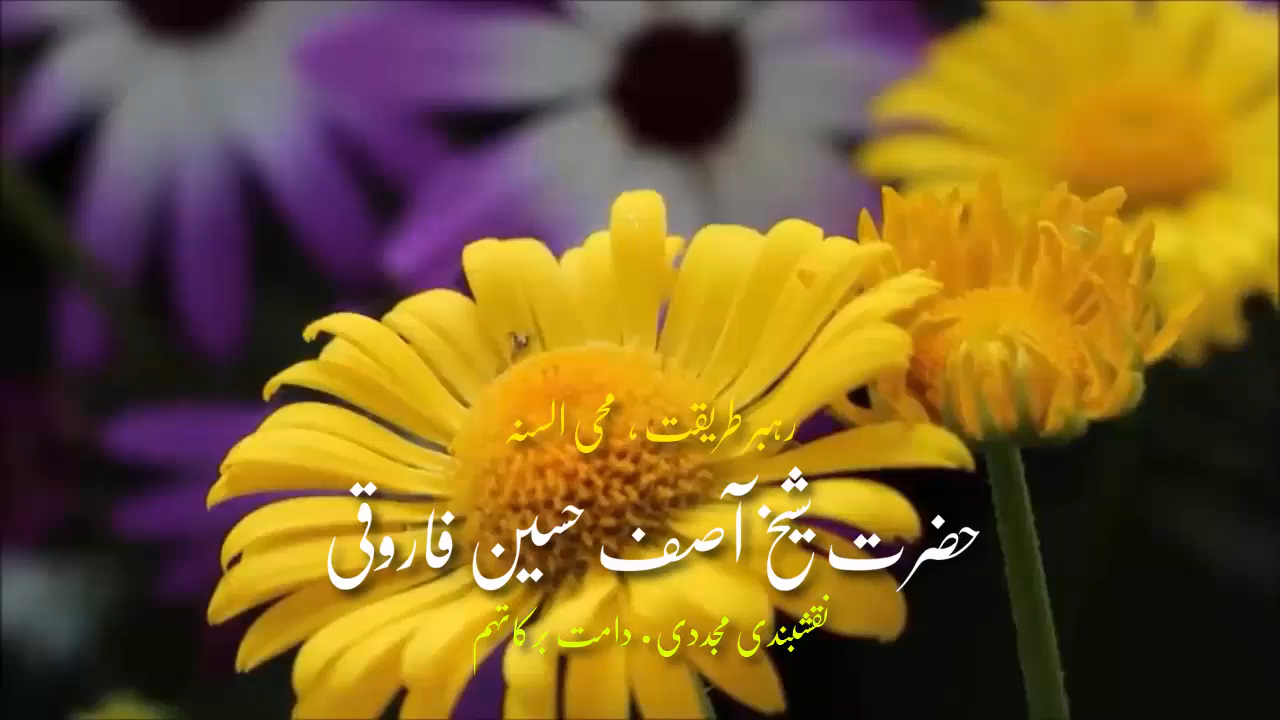 رہبر طریقت ، محی السنہ
حضرت شیخ آصف حسین فاروقی
نقشبندی مجددی . دامت برکاتہم